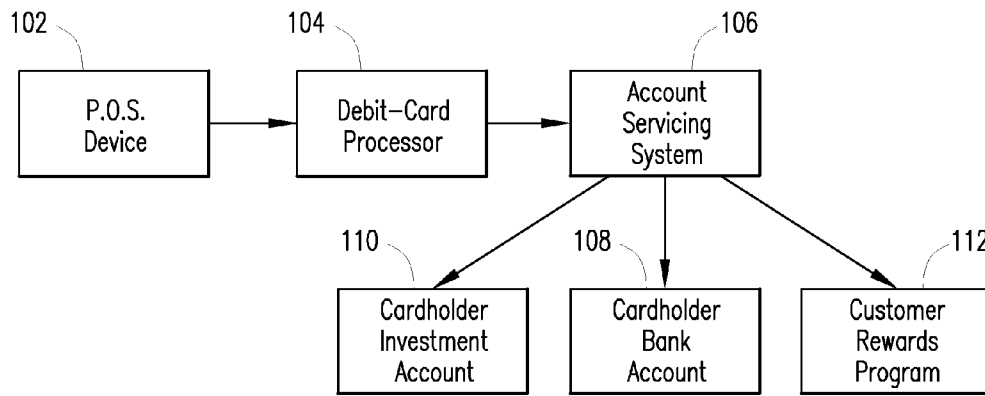 102
104
106
P.O.S.
Device
Debit-Card
Processor
Account
Servicing
System
110
108
112
Cardholder
Investment
Account
Cardholder
Bank
Account
Customer
Rewards
Program